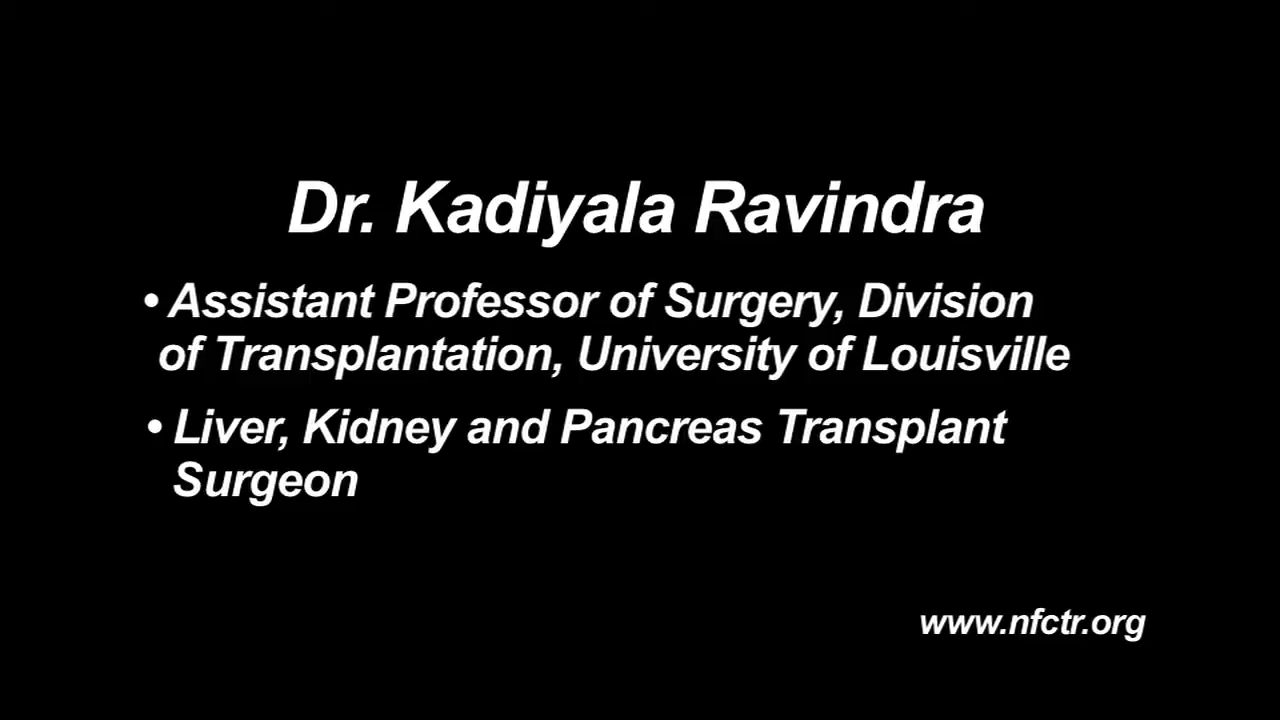 Dr. Kadiyala Ravindra
• Assistant Professor of Surgery, Division
of Transplantation, University of Louisville
• Liver, Kidney and Pancreas Transplant
Surgeon
www.nfctr.org